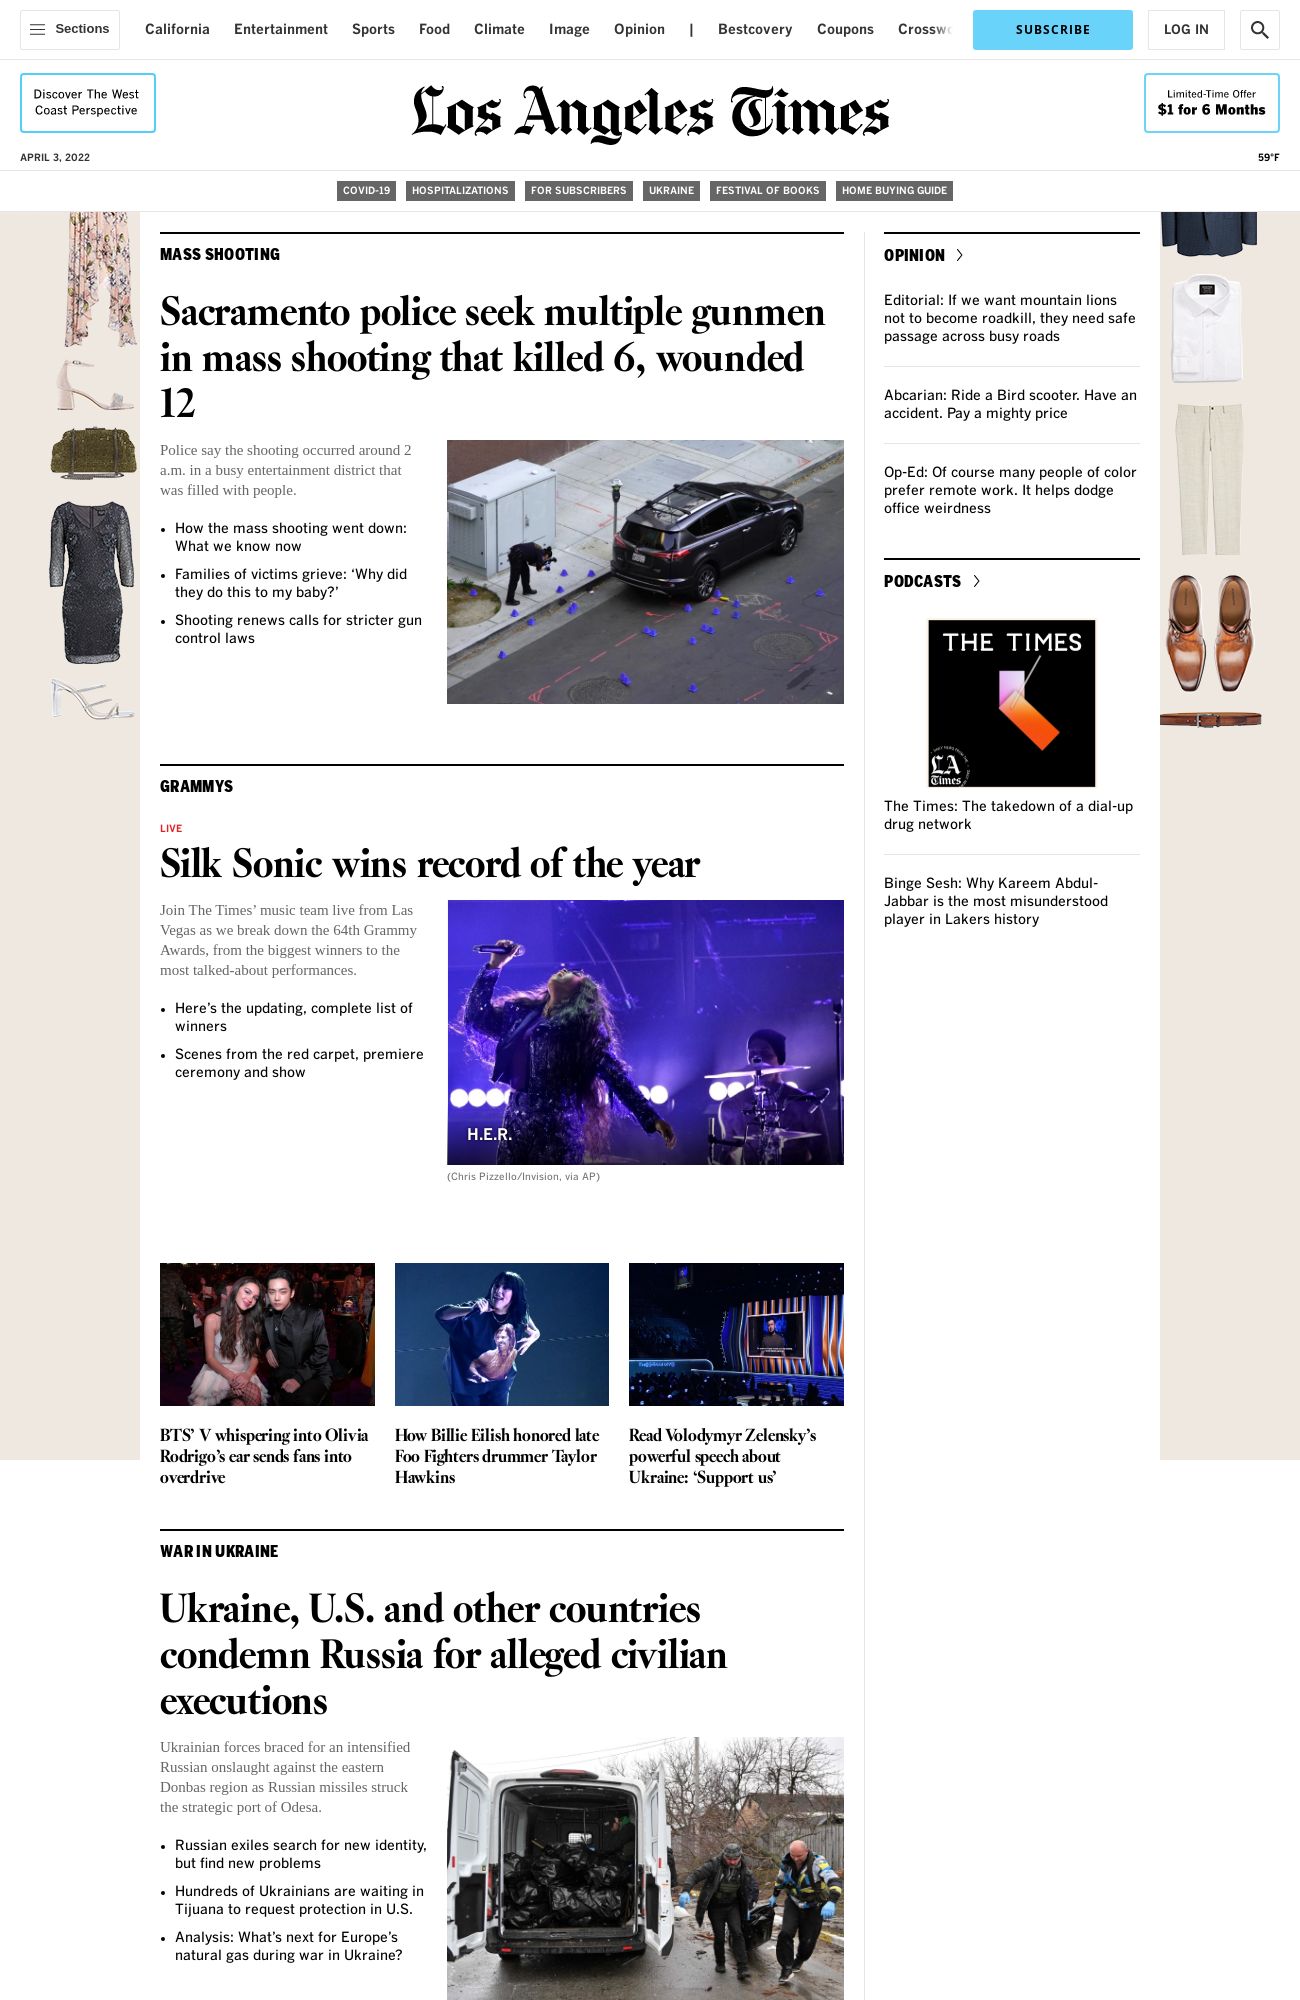 Sections
California
Entertainment
Sports
Food
Climate
Image
Opinion
|
Bestcovery
Coupons
SUBSCRIBE
LOG IN
Discover The West
Coast Perspective
Los Angeles Times
Limited-Time Offer
$1 for 6 Months
APRIL 3, 2022
59°F
COVID-19
HOSPITALIZATIONS
FOR SUBSCRIBERS
UKRAINE
FESTIVAL OF BOOKS
HOME BUYING GUIDE
MASS SHOOTING
Sacramento police seek multiple gunmen
in mass shooting that killed 6, wounded
12
Police say the shooting occurred around 2
a.m. in a busy entertainment district that
was filled with people.
• How the mass shooting went down:
What we know now
• Families of victims grieve: ‘Why did
they do this to my baby?’
• Shooting renews calls for stricter gun
control laws
GRAMMYS
LIVE
Silk Sonic wins record of the year
Join The Times’ music team live from Las
Vegas as we break down the 64th Grammy
Awards, from the biggest winners to the
most talked-about performances.
• Here’s the updating, complete list of
winners
• Scenes from the red carpet, premiere
ceremony and show
H.E.R.
(Chris Pizzello/Invision, via AP)
BTS’ V whispering into Olivia
Rodrigo’s ear sends fans into
overdrive
How Billie Eilish honored late
Foo Fighters drummer Taylor
Hawkins
Read Volodymyr Zelensky’s
powerful speech about
Ukraine: ‘Support us’
WAR IN UKRAINE
Ukraine, U.S. and other countries
condemn Russia for alleged civilian
executions
Ukrainian forces braced for an intensified
Russian onslaught against the eastern
Donbas region as Russian missiles struck
the strategic port of Odesa.
• Russian exiles search for new identity,
but find new problems
• Hundreds of Ukrainians are waiting in
Tijuana to request protection in U.S.
• Analysis: What’s next for Europe’s
natural gas during war in Ukraine?
OPINION
Editorial: If we want mountain lions
not to become roadkill, they need safe
passage across busy roads
Abcarian: Ride a Bird scooter. Have an
accident. Pay a mighty price
Op-Ed: Of course many people of color
prefer remote work. It helps dodge
office weirdness
PODCASTS
THE TIMES
LA
Times
The Times: The takedown of a dial-up
drug network
Binge Sesh: Why Kareem Abdul-
Jabbar is the most misunderstood
player in Lakers history